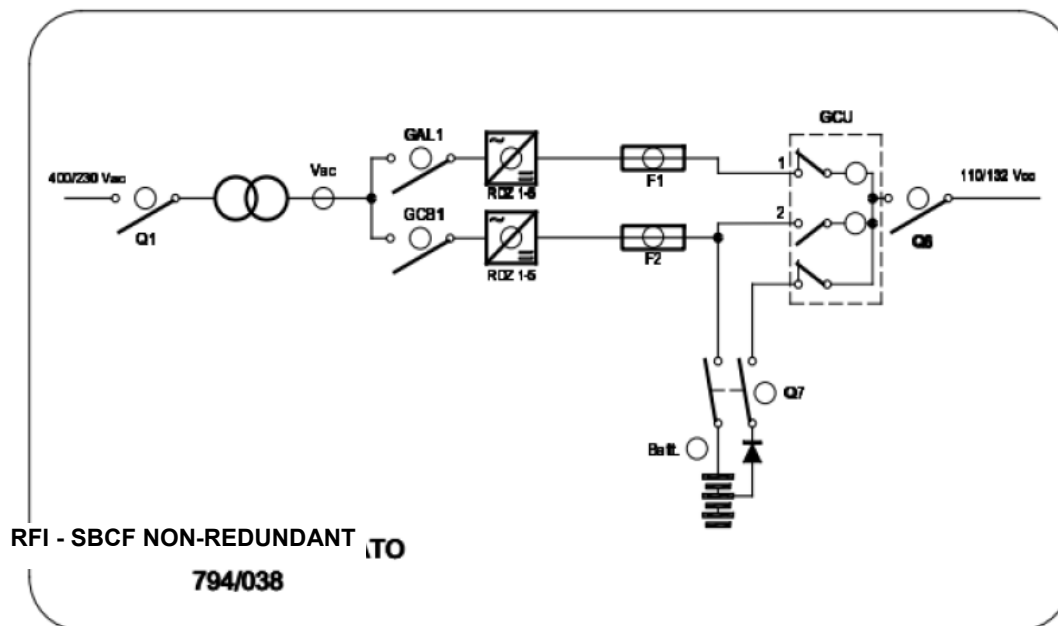 GCU
GAL1
1
400/230 Vac
Vac
F1
110/132 Vcc
RDZ 1-6
GCB1
2
Q1
Q6
F2
RDZ 1-5
Q7
Batt.
RFI - SBCF NON-REDUNDANT
ATO
794/038